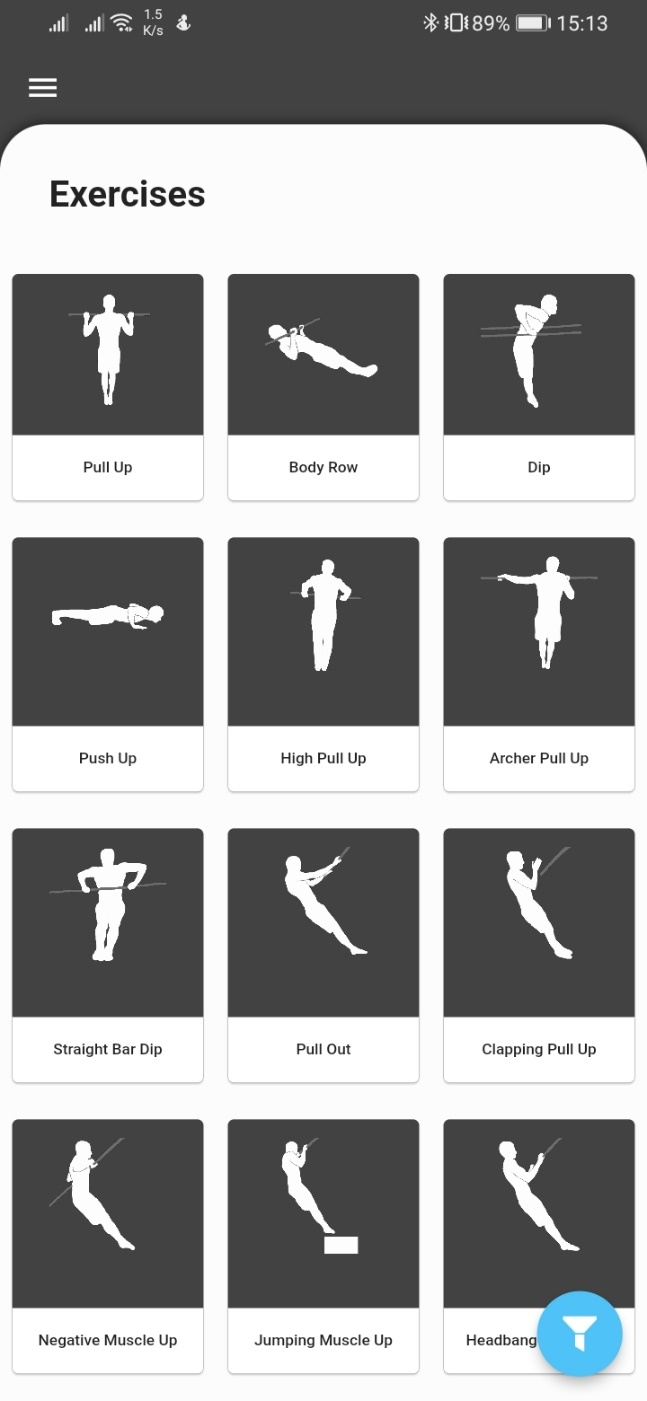 1.5
K/s
89%
15:13
Exercises
Pull Up
Body Row
Dip
Push Up
High Pull Up
Archer Pull Up
Straight Bar Dip
Pull Out
Clapping Pull Up
Negative Muscle Up
Jumping Muscle Up
Headbang